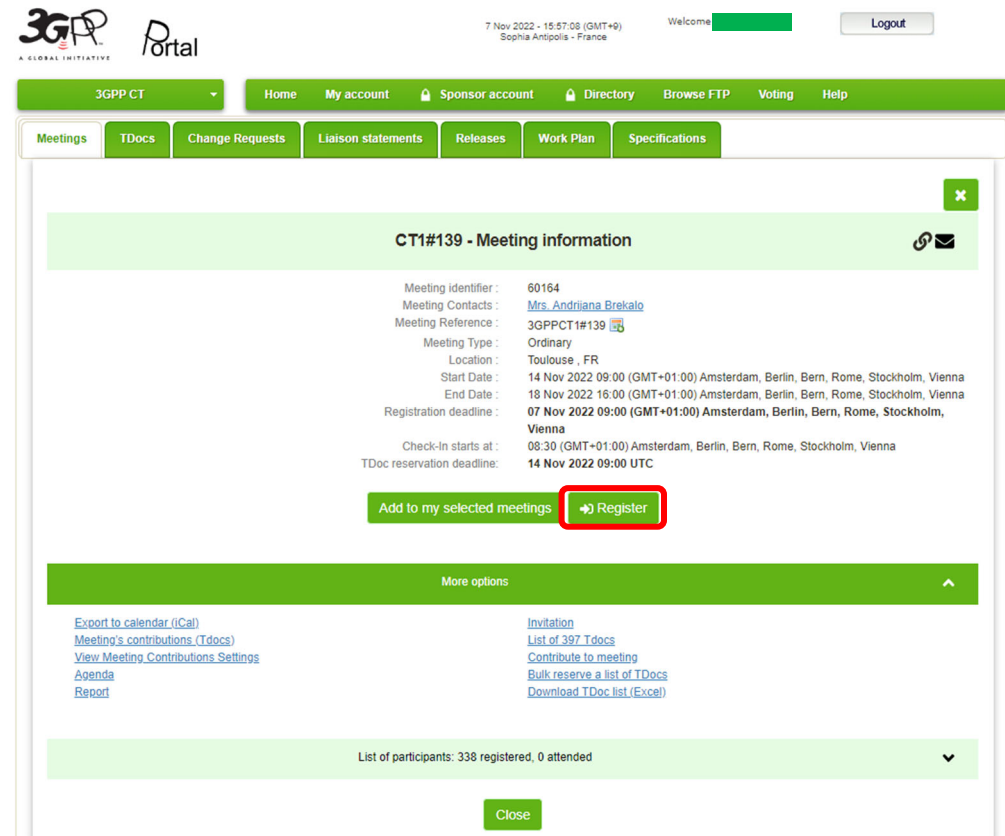 3GPP
A GLOBAL INITIATIVE
Portal
7 Nov 2022 - 15:57:08 (GMT+9)
Sophia Antipolis - France
Welcome
Logout
3GPP CT
Home My account Sponsor account Directory Browse FTP Voting Help
Meetings TDocs Change Requests Liaison statements Releases Work Plan Specifications
CT1#139 - Meeting information
Meeting identifier : 60164
Meeting Contacts : Mrs. Andrijana Brekalo
Meeting Reference : 3GPPCT1#139
Meeting Type : Ordinary
Location : Toulouse , FR
Start Date : 14 Nov 2022 09:00 (GMT+01:00) Amsterdam, Berlin, Bern, Rome, Stockholm, Vienna
End Date : 18 Nov 2022 16:00 (GMT+01:00) Amsterdam, Berlin, Bern, Rome, Stockholm, Vienna
Registration deadline : 07 Nov 2022 09:00 (GMT+01:00) Amsterdam, Berlin, Bern, Rome, Stockholm,
Vienna
Check-In starts at : 08:30 (GMT+01:00) Amsterdam, Berlin, Bern, Rome, Stockholm, Vienna
TDoc reservation deadline: 14 Nov 2022 09:00 UTC
Add to my selected meetings Register
More options
Export to calendar (iCal)
Meeting's contributions (Tdocs)
View Meeting Contributions Settings
Agenda
Report
Invitation
List of 397 Tdocs
Contribute to meeting
Bulk reserve a list of TDocs
Download TDoc list (Excel)
List of participants: 338 registered, 0 attended
Close